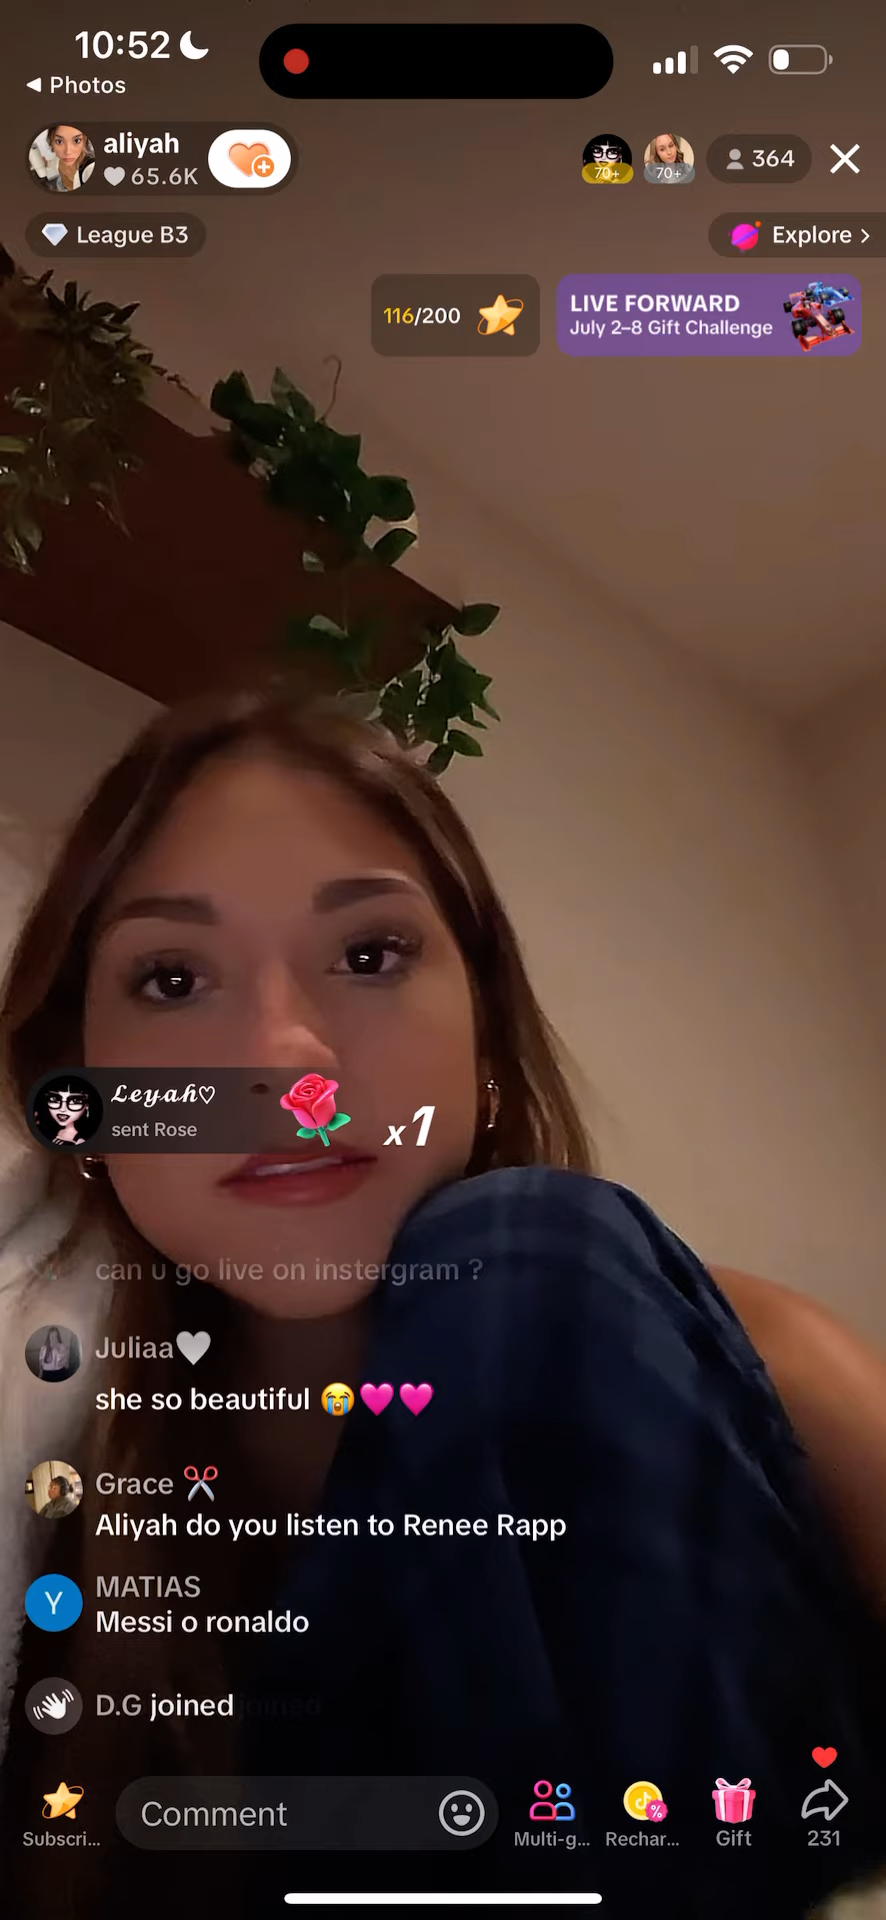 10:52
Photos
aliyah
65.6K
70+
70+
364
League B3
Explore >
116/200
LIVE FORWARD
July 2–8 Gift Challenge
𝓛𝓮𝔂𝓪𝓱♡
sent Rose
x1
can u go live on instergram ?
Juliaa🤍
she so beautiful 😭💗💗
Grace ✂️
Aliyah do you listen to Renee Rapp
Y
MATIAS
Messi o ronaldo
D.G joined
joined
Comment
Subscri...
Multi-g...
Rechar...
%
Gift
231